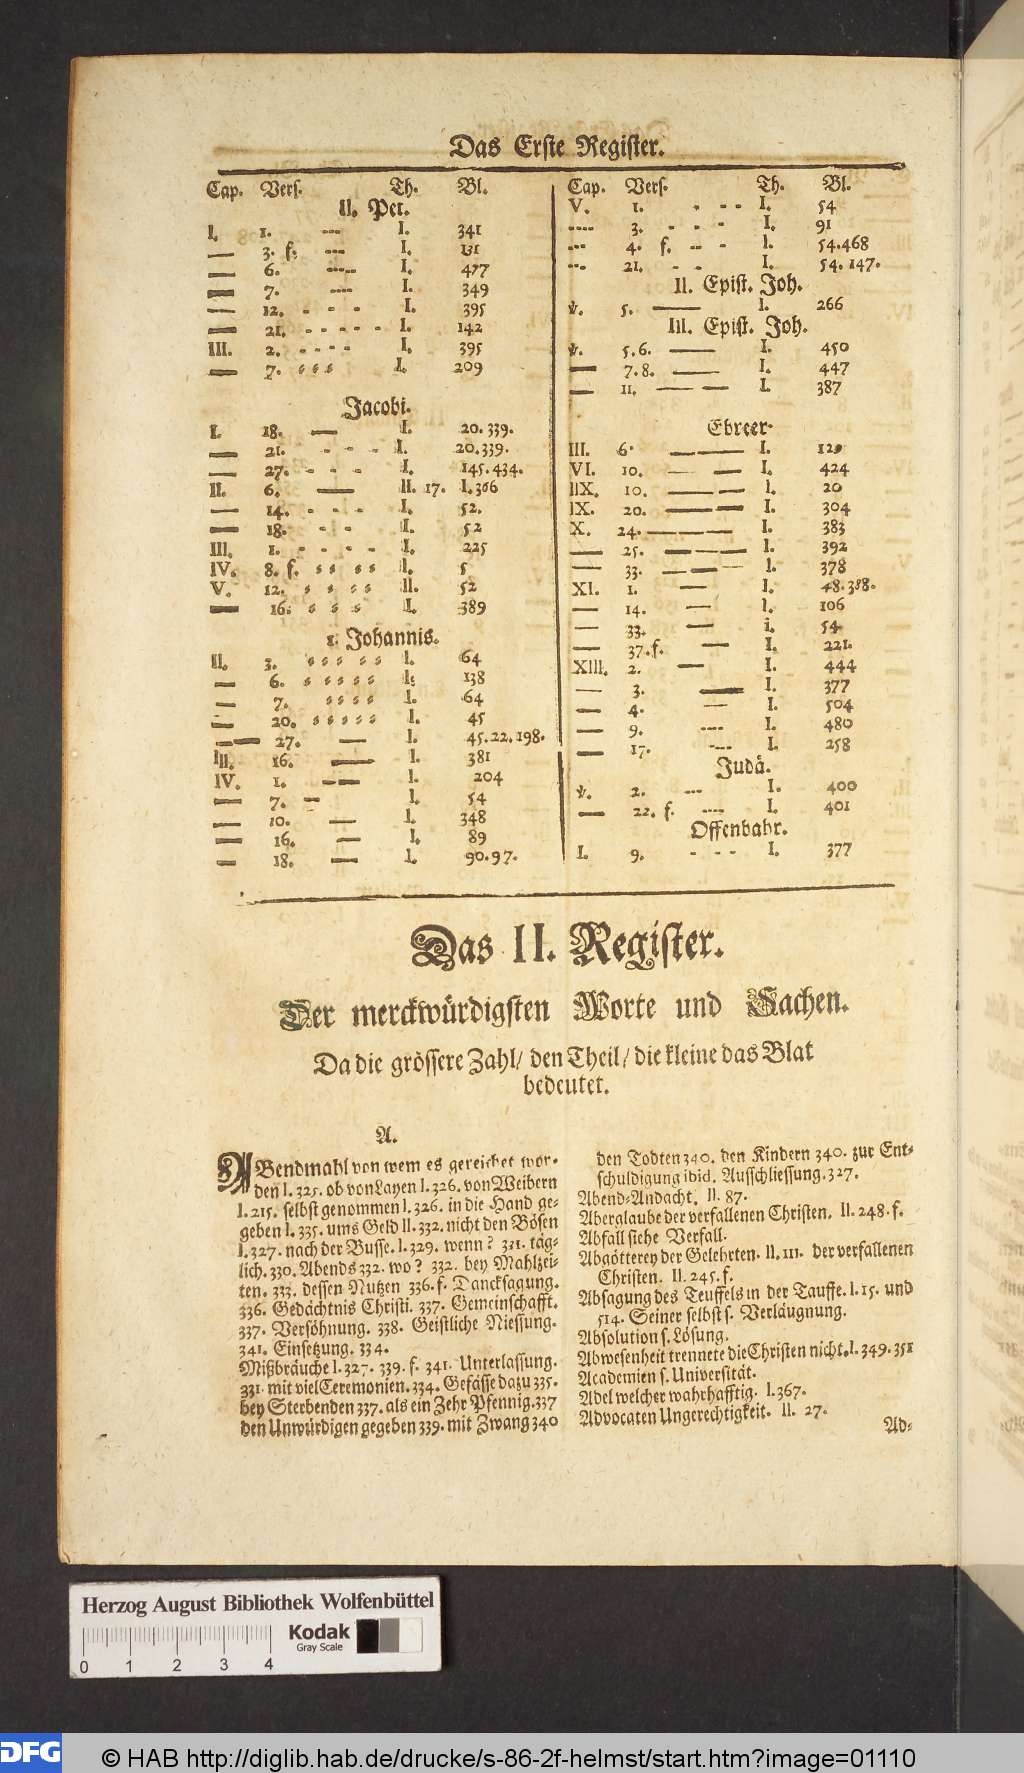 Das Erste Register.
Cap. Vers. Th. Bl.
II. Pet.
I. 1. --- I. 341
— 3. f. --- I. 131
— 6. ---- I. 477
— 7. ---- I. 349
— 12. - - - I. 395
— 21. - - - - - I. 142
III. 2. - - - - I. 395
— 7. - - - I. 209
Jacobi.
I. 18. — I. 20. 339.
— 21. - - - I. 20. 339.
— 27. - - - I. 145. 434.
II. 6. — II. 17. I. 366
— 14. - - - I. 52.
— 18. - - I. 52
III. 1. - - - - I. 225
IV. 8. f. - - - - I. 5
V. 12. - - - - II. 52
— 16. - - - I. 389
1. Johannis.
II. 3. - - - - - I. 64
— 6. - - - - - I. 138
— 7. - - - - I. 64
— 20. - - - - - I. 45
— — 27. — I. 45. 22. 198.
III. 16. — I. 381
IV. 1. — — I. 204
— 7. — I. 54
— 10. — I. 348
— 16. — I. 89
— 18. — I. 90. 97.
Cap. Vers. Th. Bl.
V. 1. - - - I. 54
---- 3. - - - I. 91
--- 4. f. -- - I. 54. 468
--- 21. - - I. 54. 147.
II. Epist. Joh.
v. 5. — I. 266
III. Epist. Joh.
v. 5. 6. — I. 450
— 7. 8. — I. 447
— 11. — — I. 387
Ebreer.
III. 6. — — I. 129
VI. 10. — — I. 424
IIX. 10. — — I. 20
IX. 20. — — I. 304
X. 24. — — — I. 383
— 25. — — — I. 392
— 33. — — — I. 378
XI. 1. — I. 48. 388.
— 14. — I. 106
— 33. — I. 54
— 37. f. — I. 221.
XIII. 2. — I. 444
— 3. — I. 377
— 4. — I. 504
— 9. ---- I. 480
— 17. ---- I. 258
Judä.
v. 2. --- I. 400
— 22. f. ---- I. 401
Offenbahr.
I. 9. - - - I. 377
Das II. Register.
Der merckwürdigsten Worte und Sachen.
Da die grössere Zahl/ den Theil/ die kleine das Blat
bedeutet.
A.
ABendmahl von wem es gereichet wor-
den I. 325. ob von Layen I. 326. von Weibern
I. 215. selbst genommen I. 326. in die Hand ge-
geben I. 335. ums Geld II. 332. nicht den Bösen
I. 327. nach der Busse. I. 329. wenn? 331. täg-
lich. 330. Abends 332. wo? 332. bey Mahlzei-
ten. 333. dessen Nutzen 336. f. Dancksagung.
336. Gedächtnis Christi. 337. Gemeinschafft.
337. Versöhnung. 338. Geistliche Niessung.
341. Einsetzung. 334.
Mißbräuche I. 327. 339. f. 341. Unterlassung.
331. mit viel Ceremonien. 334. Gefässe dazu 335.
bey Sterbenden 337. als ein Zehr Pfennig. 337
den Unwürdigen gegeben 339. mit Zwang 340
den Todten 340. den Kindern 340. zur Ent-
schuldigung ibid. Ausschliessung. 327.
Abend-Andacht. II. 87.
Aberglaube der verfallenen Christen. II. 248. f.
Abfall siehe Verfall.
Abgötterey der Gelehrten. II. 111. der verfallenen
Christen. II. 245. f.
Absagung des Teuffels in der Tauffe. I. 15. und
514. Seiner selbst s. Verläugnung.
Absolution s. Lösung.
Abwesenheit trennete die Christen nicht. I. 349. 351
Academien s. Universität.
Adel welcher wahrhafftig. I. 367.
Advocaten Ungerechtigkeit. II. 27.
Ad-
Herzog August Bibliothek Wolfenbüttel
Kodak
Gray Scale
0 1 2 3 4
DFG
© HAB http://diglib.hab.de/drucke/s-86-2f-helmst/start.htm?image=01110